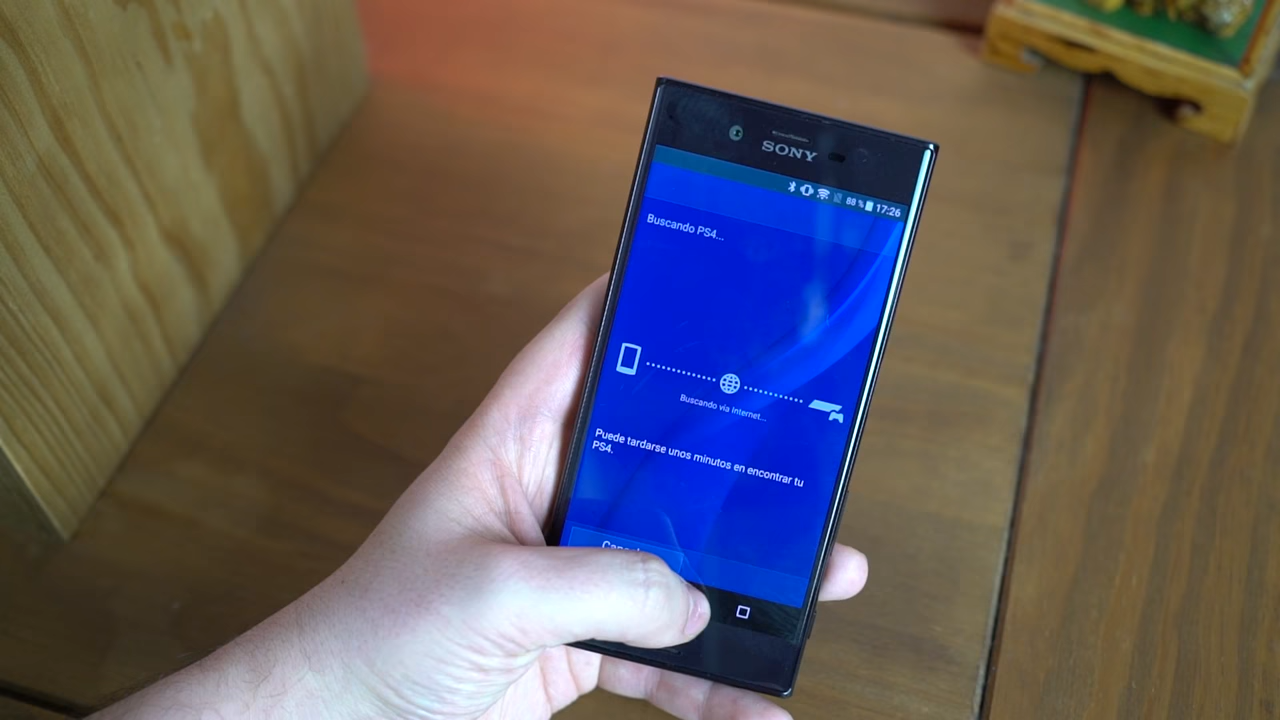 SONY
88 % 17:26
Buscando PS4...
Buscando vía Internet...
Puede tardarse unos minutos en encontrar tu
PS4.